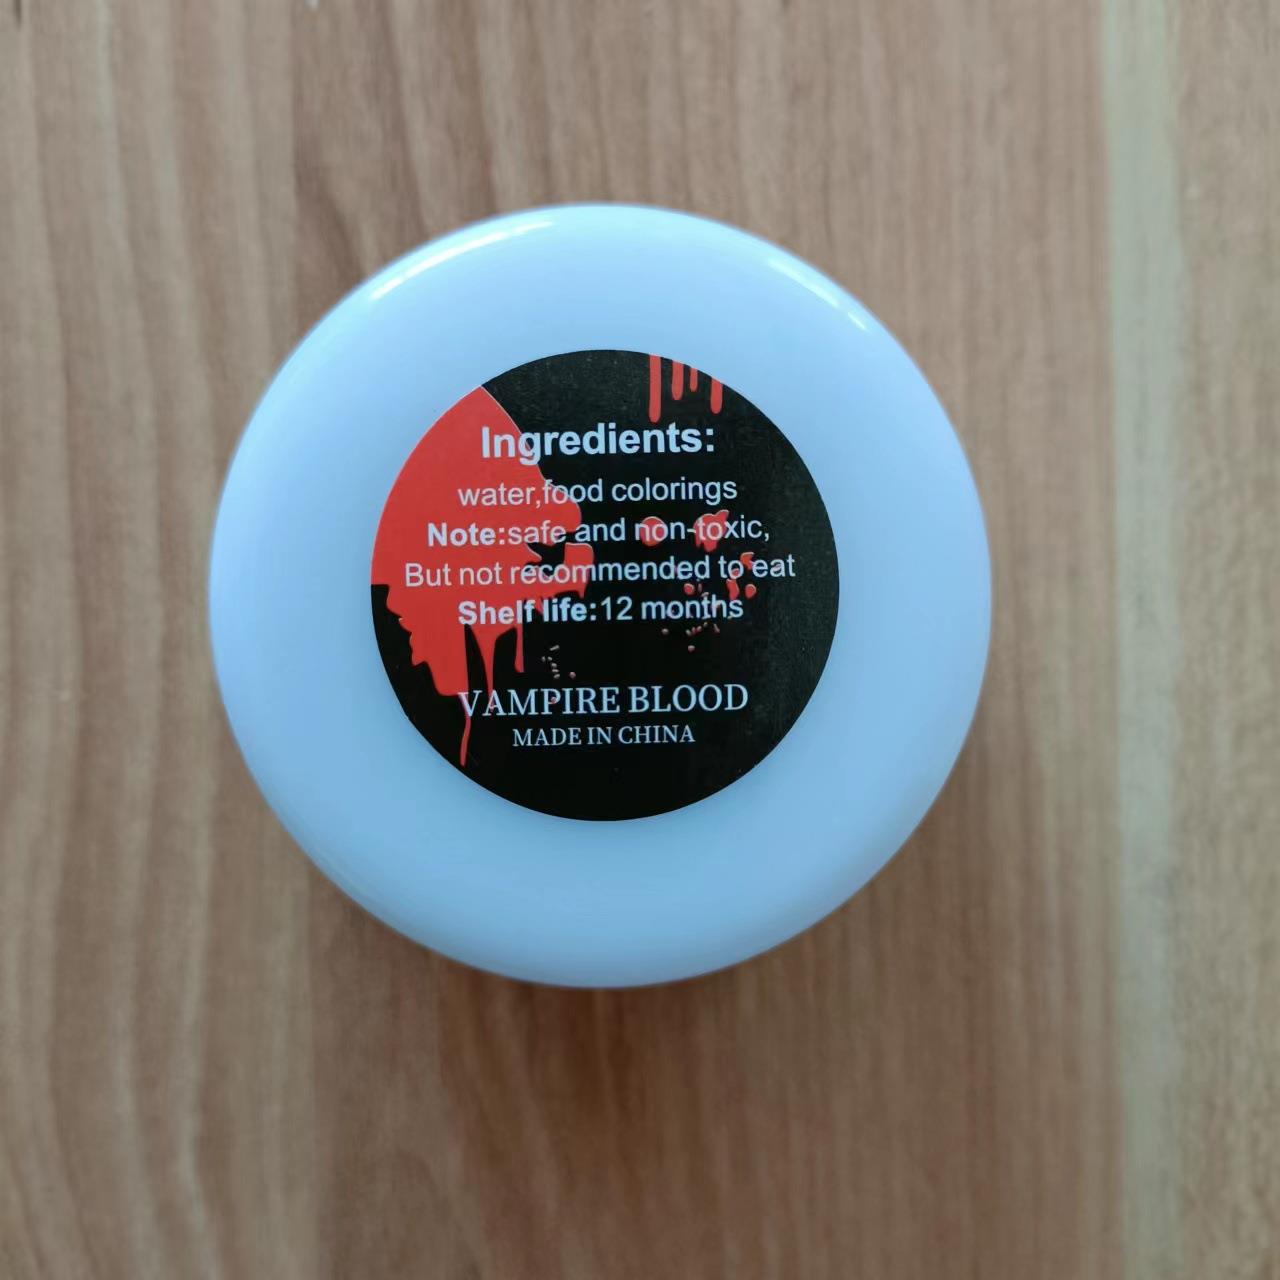 Ingredients:
water,food colorings
Note:safe and non-toxic,
But not recommended to eat
Shelf life:12 months
VAMPIRE BLOOD
MADE IN CHINA